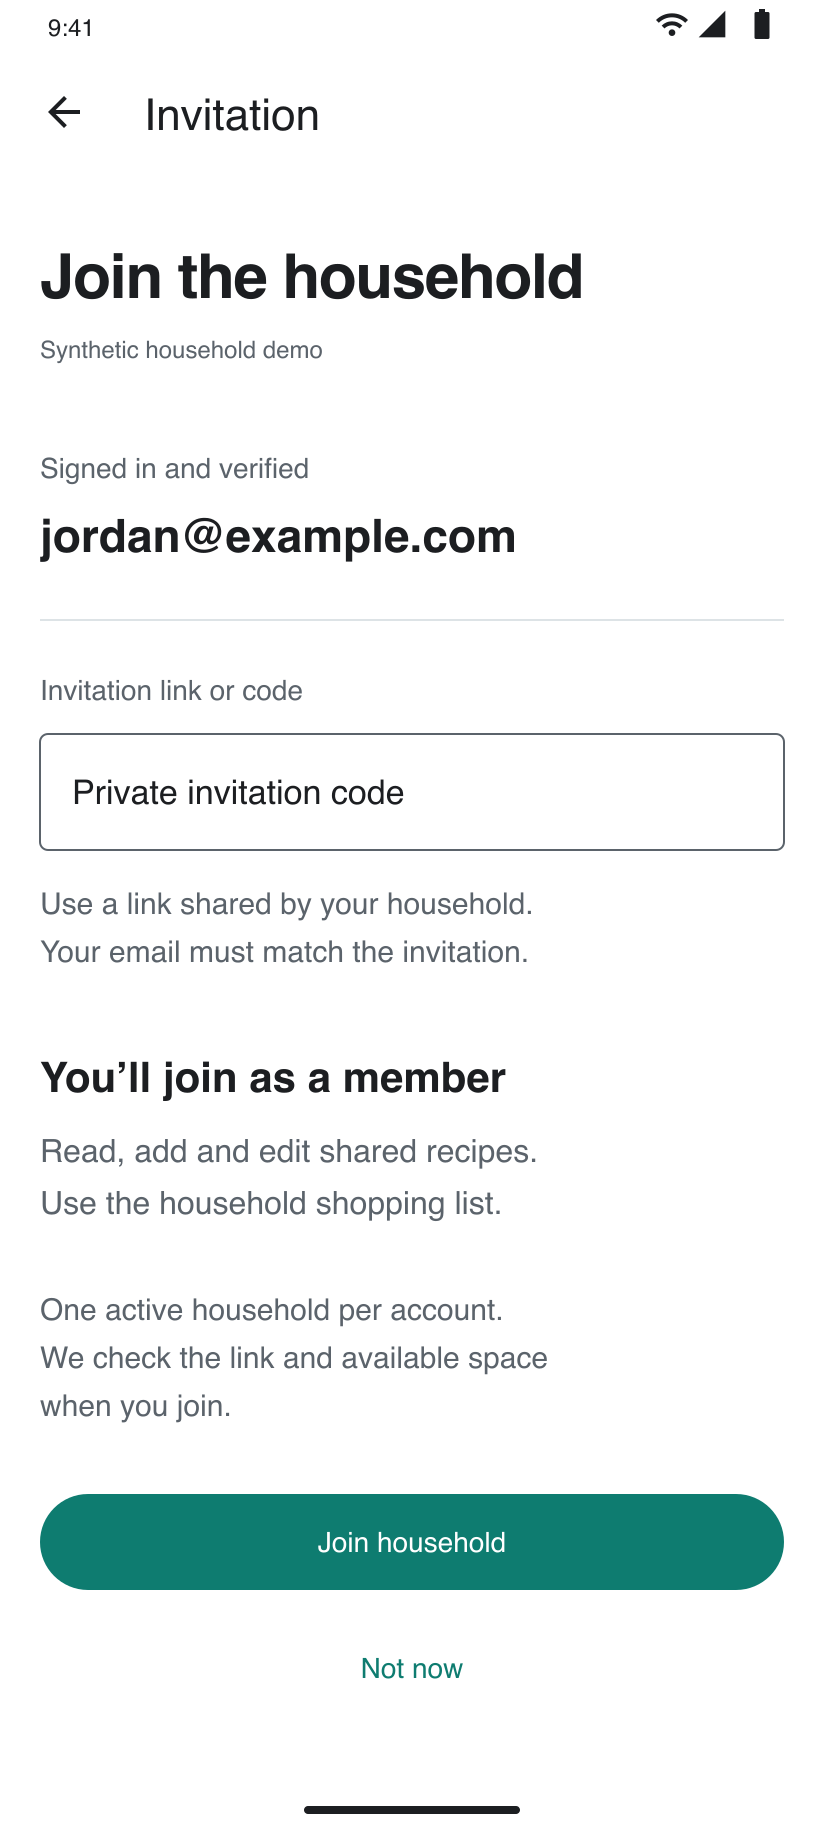 9:41
Invitation
Join the household
Synthetic household demo
Signed in and verified
jordan@example.com
Invitation link or code
Private invitation code
Use a link shared by your household.
Your email must match the invitation.
You’ll join as a member
Read, add and edit shared recipes.
Use the household shopping list.
One active household per account.
We check the link and available space
when you join.
Join household
Not now